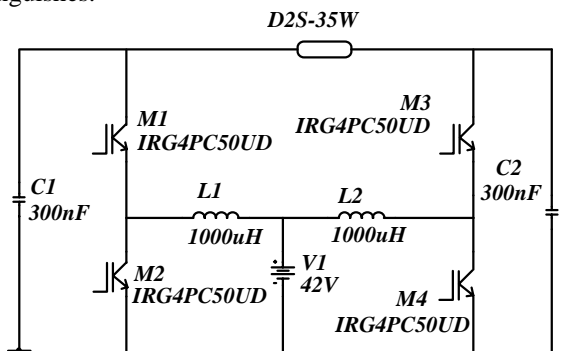 D2S-35W
M1
IRG4PC50UD
M3
IRG4PC50UD
C1
300nF
L1
1000uH
L2
1000uH
C2
300nF
M2
IRG4PC50UD
V1
42V
M4
IRG4PC50UD